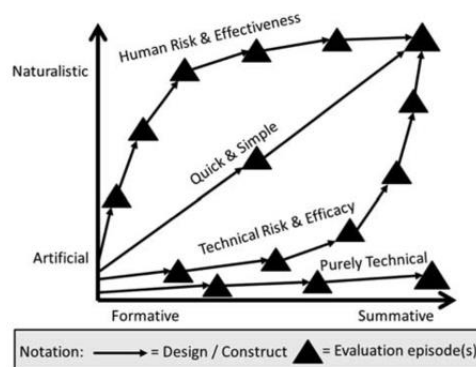 Human Risk & Effectiveness
Naturalistic
Quick & Simple
Technical Risk & Efficacy
Artificial
Purely Technical
Formative
Summative
Notation:
= Design / Construct
= Evaluation episode(s)